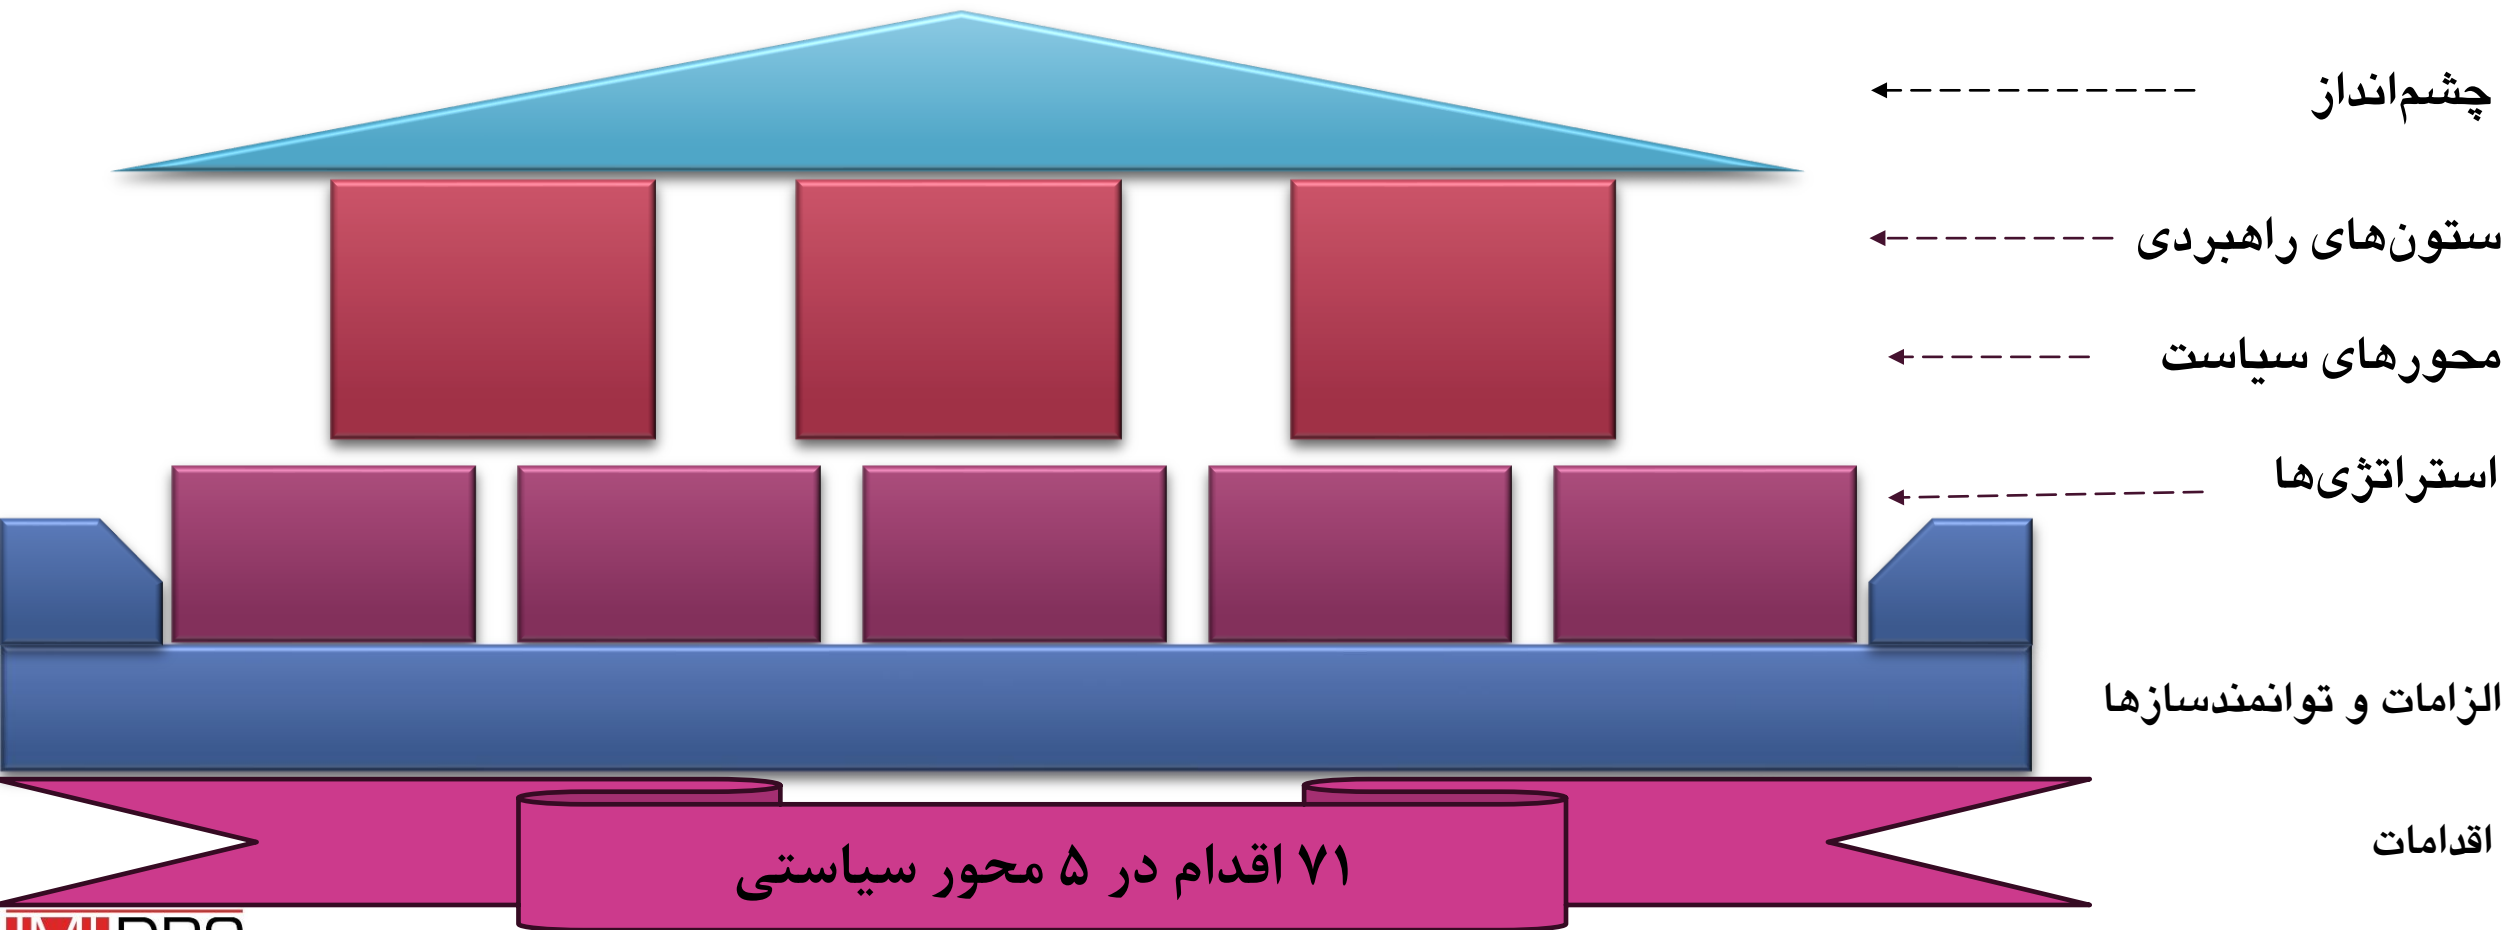 چشم‌انداز
ستون‌های راهبردی
محورهای سیاست
استراتژی ها
الزامات و توانمندسازها
اقدامات
۷۱ اقدام در ۵ محور سیاستی